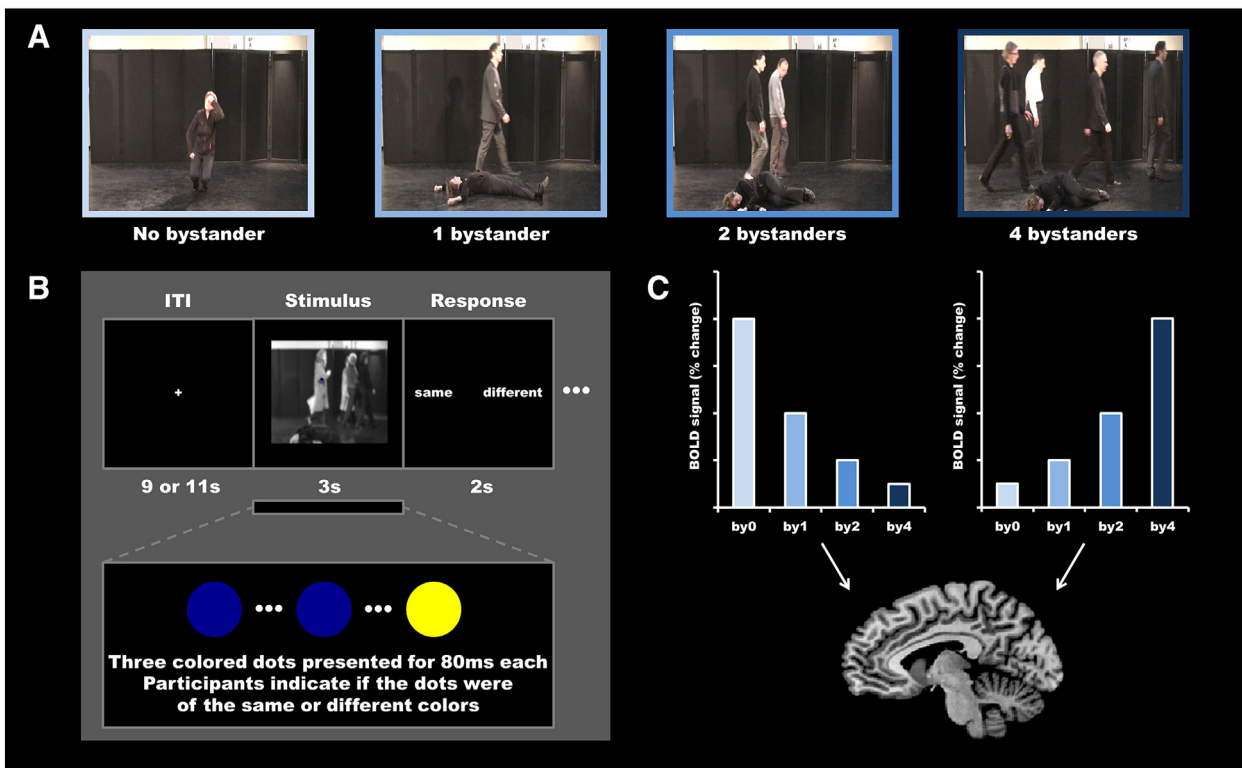 A
No bystander
1 bystander
2 bystanders
4 bystanders
B
ITI
Stimulus
Response
+
same
different
•••
9 or 11s
3s
2s
••• •••
Three colored dots presented for 80ms each
Participants indicate if the dots were
of the same or different colors
C
BOLD signal (% change)
by0
by1
by2
by4
BOLD signal (% change)
by0
by1
by2
by4